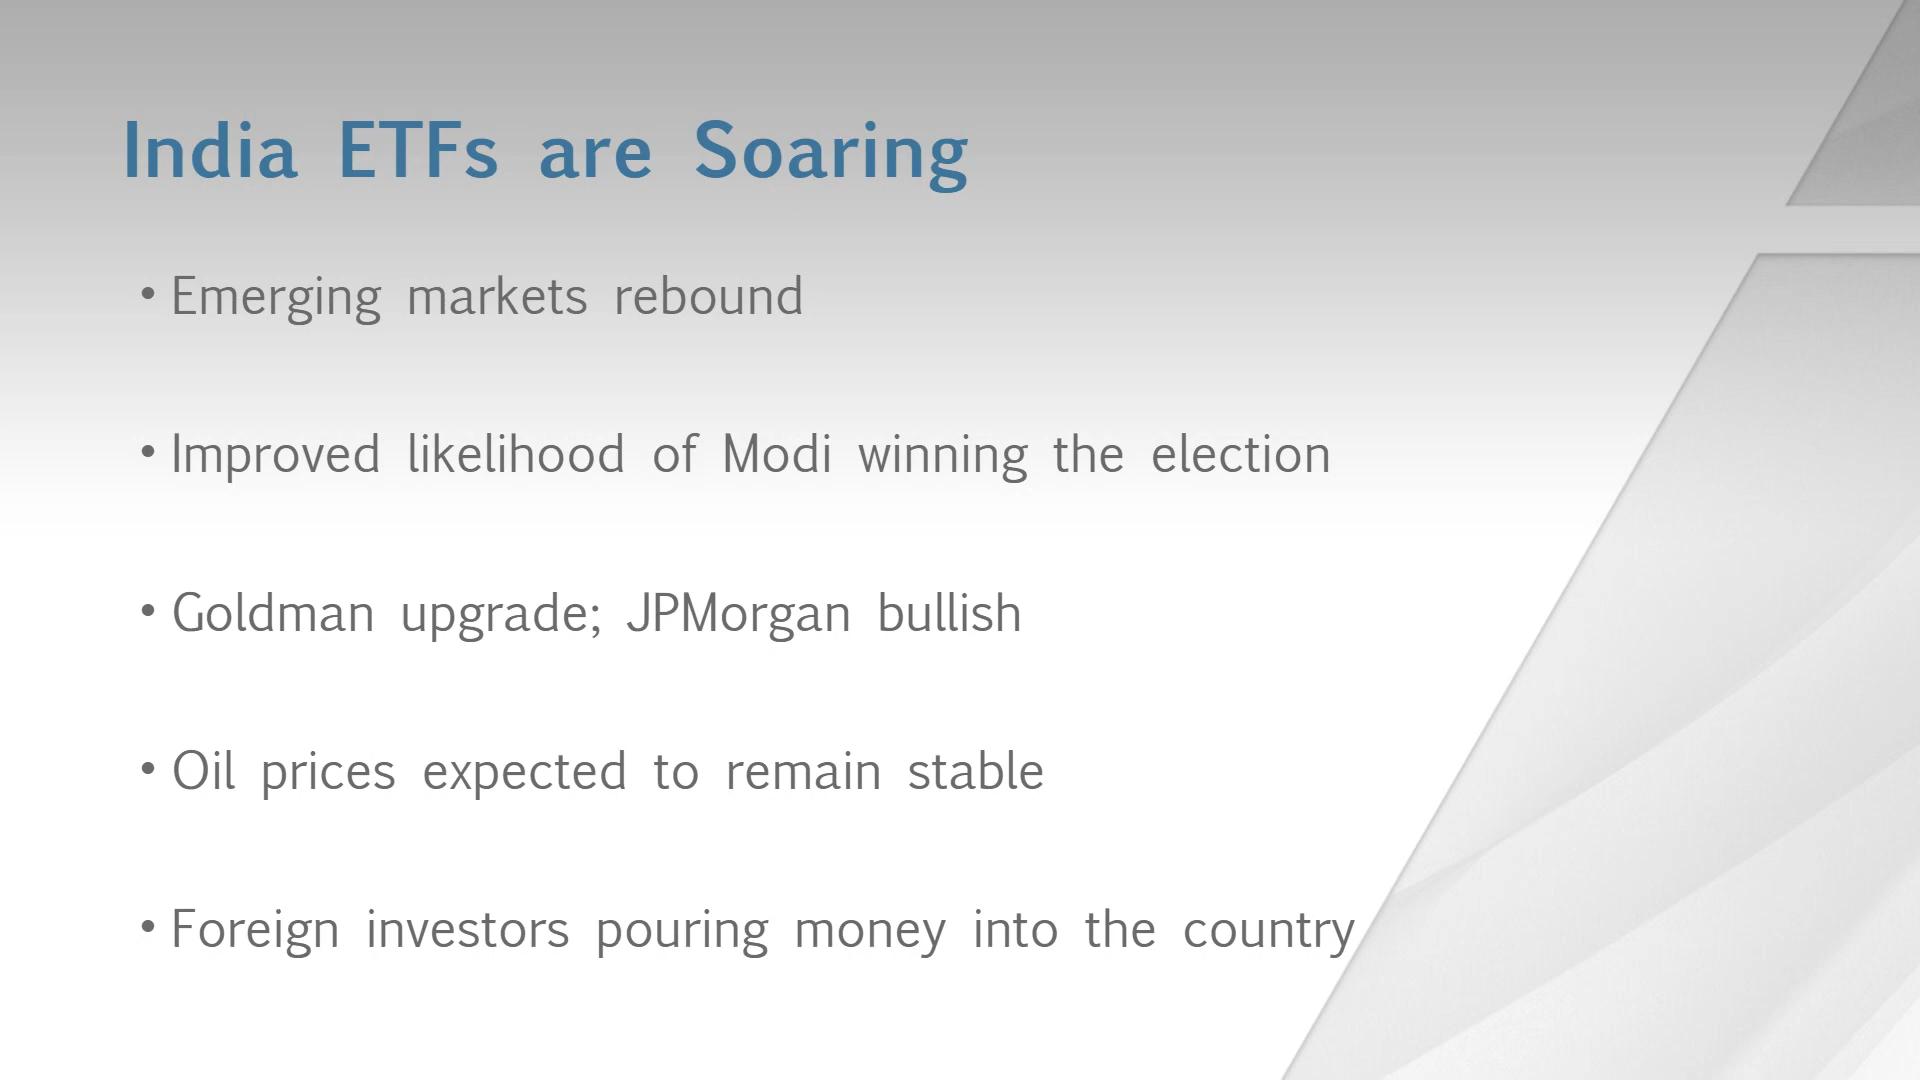 India ETFs are Soaring
• Emerging markets rebound
• Improved likelihood of Modi winning the election
• Goldman upgrade; JPMorgan bullish
• Oil prices expected to remain stable
• Foreign investors pouring money into the country